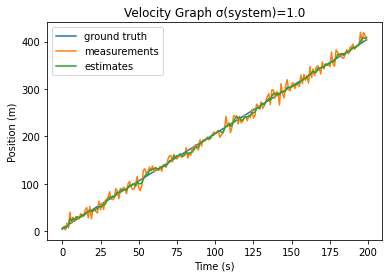 Velocity Graph σ(system)=1.0
ground truth
measurements
estimates
400
300
200
100
0
Position (m)
0 25 50 75 100 125 150 175 200
Time (s)